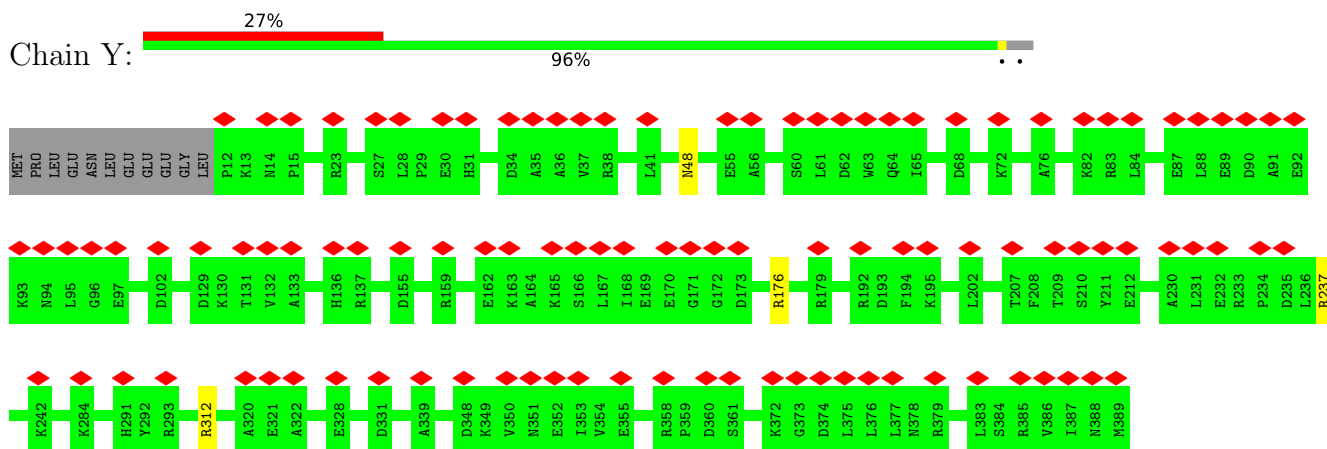 27%
Chain Y:
96%
MET PRO LEU GLU ASN LEU LEU GLU GLU GLU GLY LEU P12 K13 N14 P15 R23 S27 L28 P29 E30 H31 D34 A35 A36 V37 R38 L41 N48 E55 A56 S60 L61 D62 W63 Q64 I65 D68 K72 A76 K82 R83 L84 E87 L88 E89 D90 A91 E92
K93 N94 L95 G96 E97 D102 D129 K130 T131 V132 A133 H136 R137 D155 R159 E162 K163 A164 K165 S166 L167 I168 E169 E170 G171 G172 D173 R176 R179 R192 D193 F194 K195 L202 T207 F208 T209 S210 Y211 E212 A230 L231 E232 R233 P234 D235 L236 R237
K242 K284 H291 Y292 R293 R312 A320 E321 A322 E328 D331 A339 D348 K349 V350 N351 E352 I353 V354 E355 R358 P359 D360 S361 K372 G373 D374 L375 L376 L377 N378 R379 L383 S384 R385 V386 I387 N388 M389